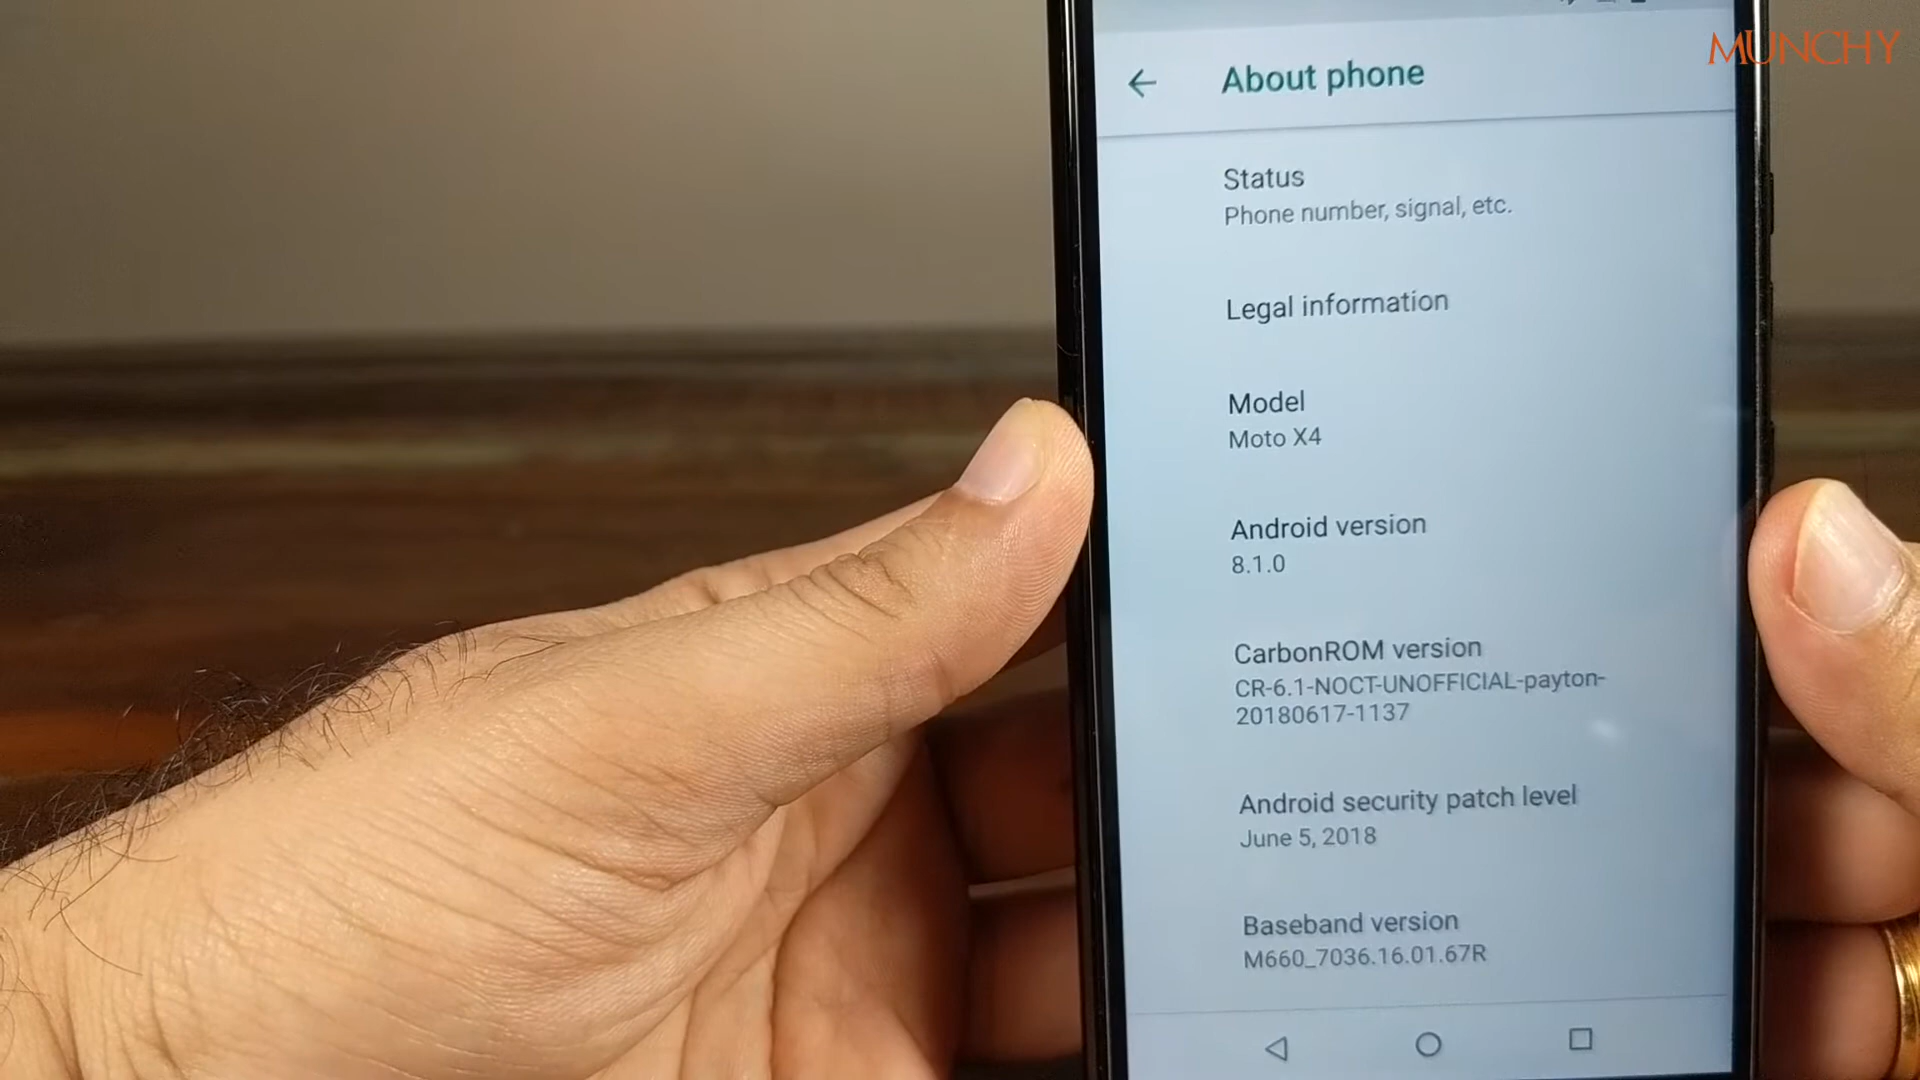 MUNCHY
About phone
Status
Phone number, signal, etc.
Legal information
Model
Moto X4
Android version
8.1.0
CarbonROM version
CR-6.1-NOCT-UNOFFICIAL-payton-
20180617-1137
Android security patch level
June 5, 2018
Baseband version
M660_7036.16.01.67R